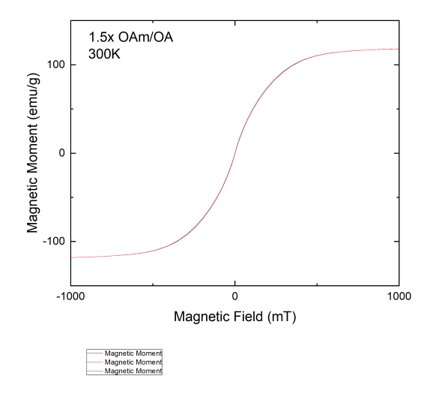 1.5x OAm/OA
300K
Magnetic Moment (emu/g)
100
0
-100
-1000
0
1000
Magnetic Field (mT)
Magnetic Moment
Magnetic Moment
Magnetic Moment